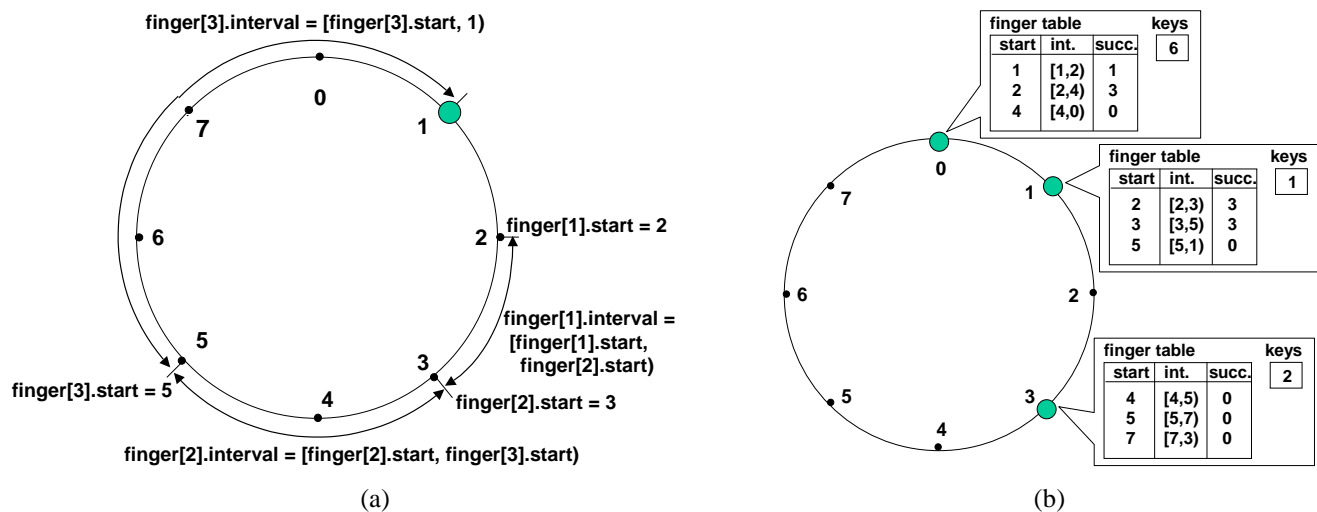 finger[3].interval = [finger[3].start, 1)
0
1
7
6
2
finger[1].start = 2
finger[1].interval =
[finger[1].start,
finger[2].start)
5
3
4
finger[3].start = 5
finger[2].start = 3
finger[2].interval = [finger[2].start, finger[3].start)
(a)
finger table keys
start int. succ. 6
1 [1,2) 1
2 [2,4) 3
4 [4,0) 0
0
1
7
finger table keys
start int. succ. 1
2 [2,3) 3
3 [3,5) 3
5 [5,1) 0
6
2
5
3
4
finger table keys
start int. succ. 2
4 [4,5) 0
5 [5,7) 0
7 [7,3) 0
(b)